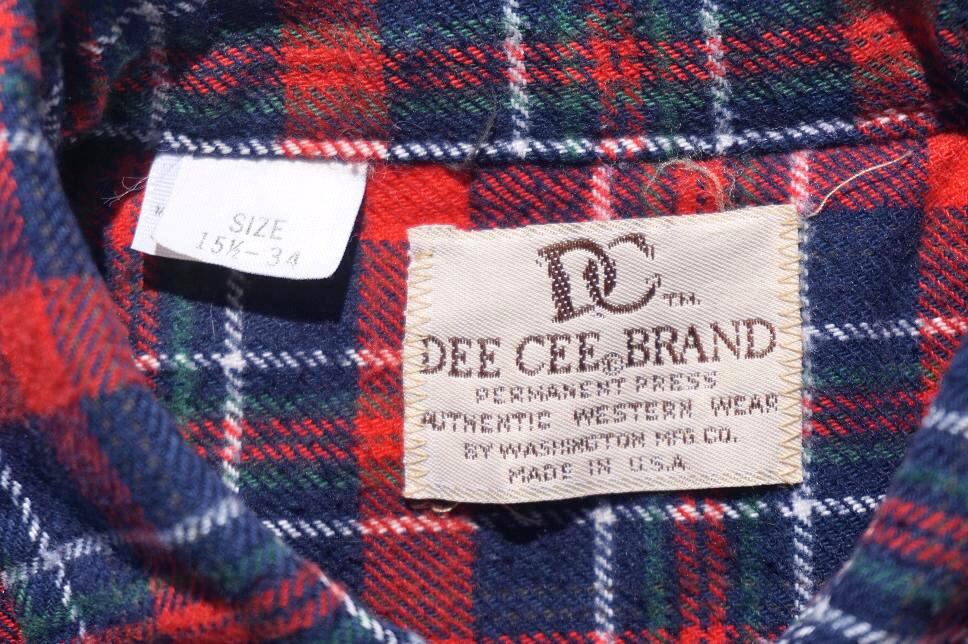 SIZE
15½-34
DC TM.
DEE CEE® BRAND
PERMANENT PRESS
AUTHENTIC WESTERN WEAR
BY WASHINGTON MFG CO.
MADE IN U.S.A.